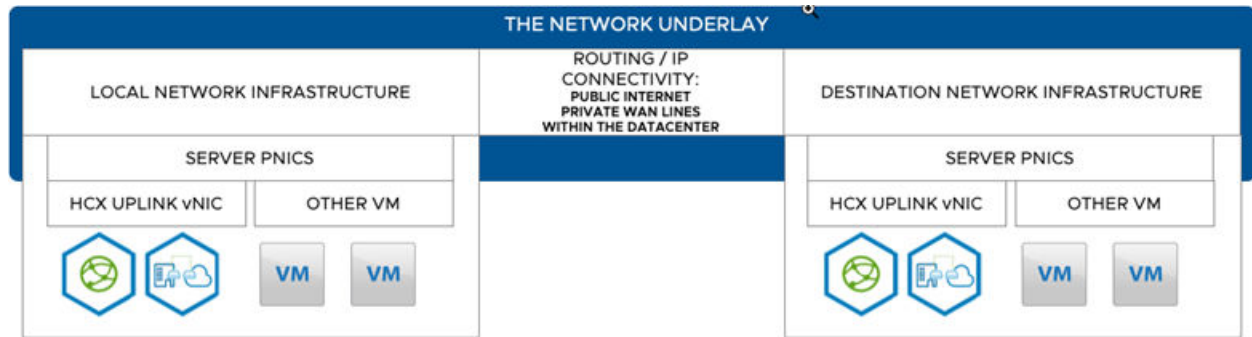 THE NETWORK UNDERLAY
LOCAL NETWORK INFRASTRUCTURE
ROUTING / IP
CONNECTIVITY:
PUBLIC INTERNET
PRIVATE WAN LINES
WITHIN THE DATACENTER
DESTINATION NETWORK INFRASTRUCTURE
SERVER PNICS
HCX UPLINK vNIC
OTHER VM
VM
VM
SERVER PNICS
HCX UPLINK vNIC
OTHER VM
VM
VM